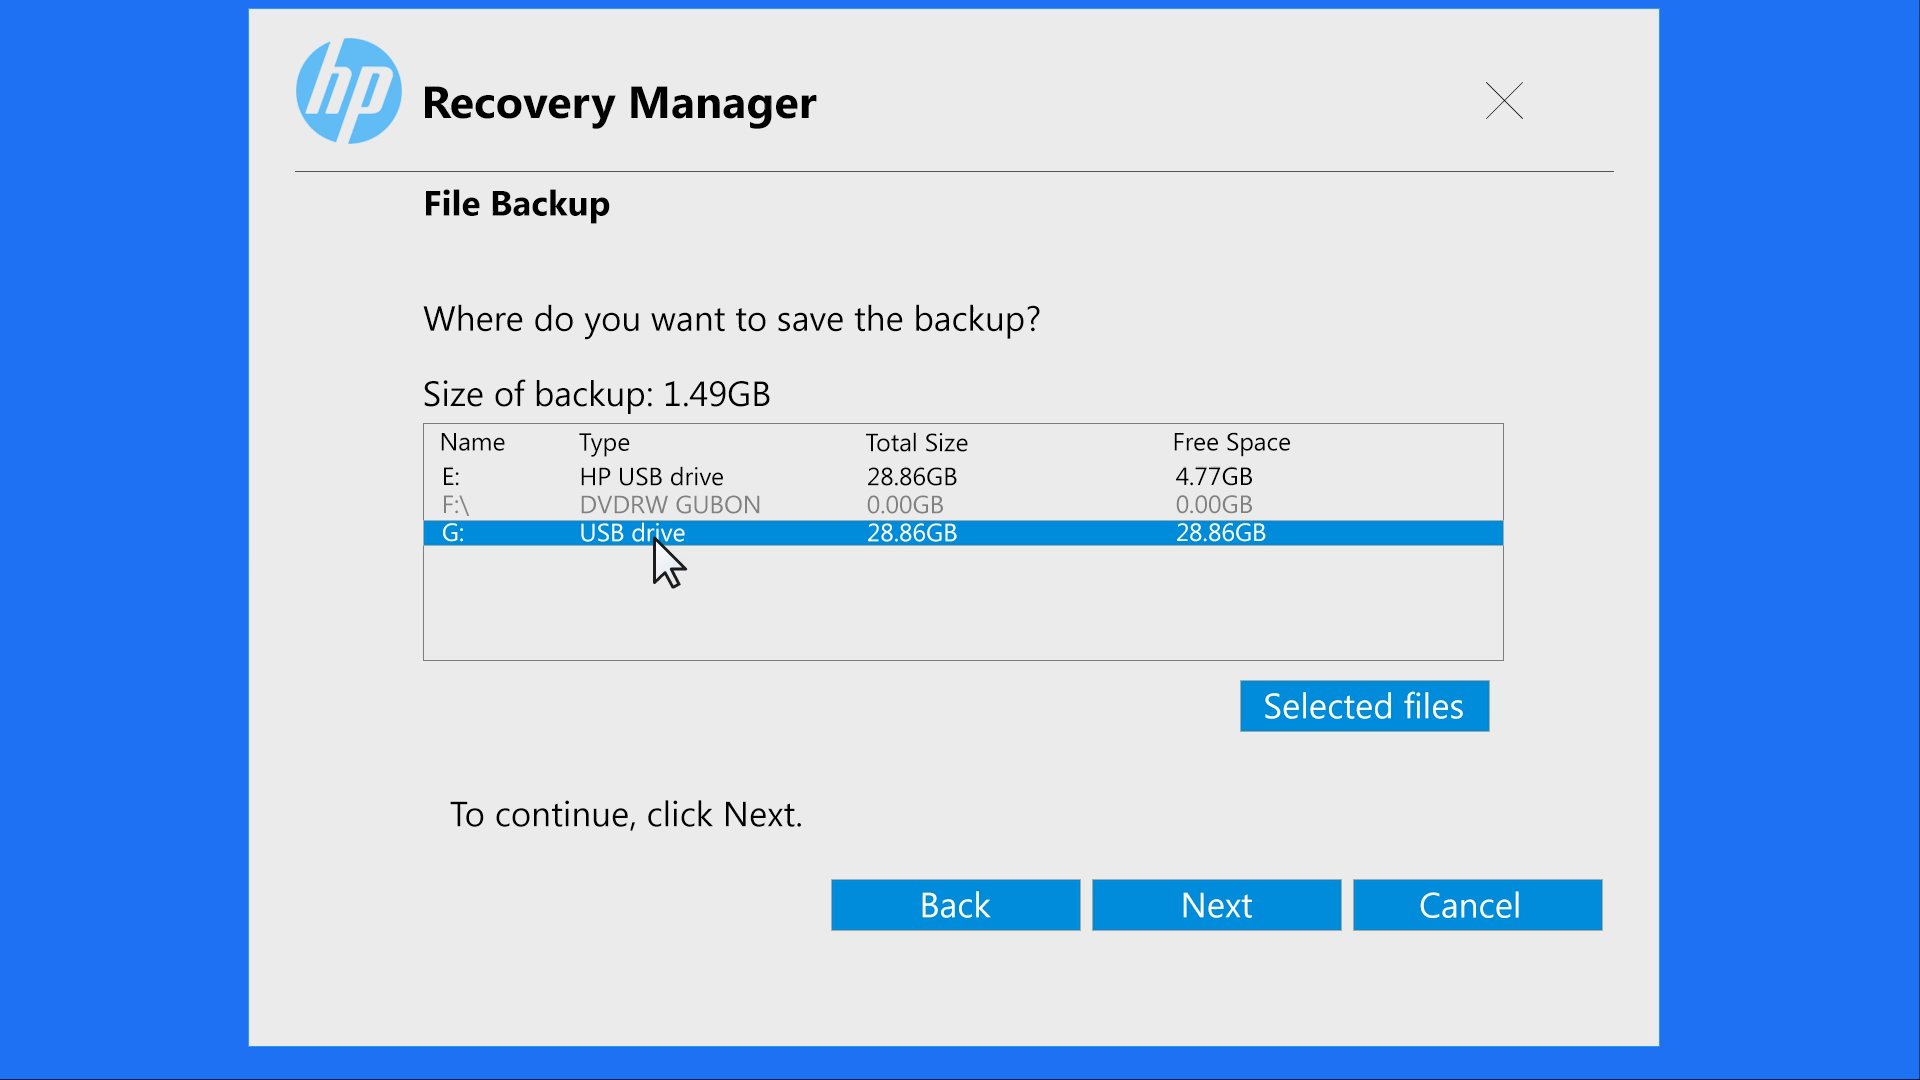 hp
Recovery Manager
File Backup
Where do you want to save the backup?
Size of backup: 1.49GB
Name Type Total Size Free Space
E: HP USB drive 28.86GB 4.77GB
F:\ DVDRW GUBON 0.00GB 0.00GB
G: USB drive 28.86GB 28.86GB
Selected files
To continue, click Next.
Back Next Cancel